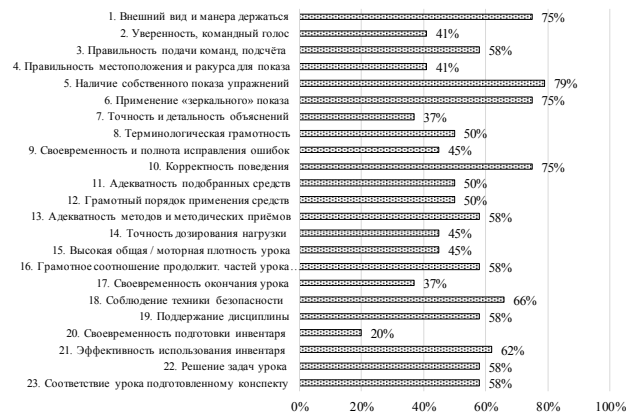 1. Внешний вид и манера держаться 75%
2. Уверенность, командный голос 41%
3. Правильность подачи команд, подсчёта 58%
4. Правильность местоположения и ракурса для показа 41%
5. Наличие собственного показа упражнений 79%
6. Применение «зеркального» показа 75%
7. Точность и детальность объяснений 37%
8. Терминологическая грамотность 50%
9. Своевременность и полнота исправления ошибок 45%
10. Корректность поведения 75%
11. Адекватность подобранных средств 50%
12. Грамотный порядок применения средств 50%
13. Адекватность методов и методических приёмов 58%
14. Точность дозирования нагрузки 45%
15. Высокая общая / моторная плотность урока 45%
16. Грамотное соотношение продолжит. частей урока… 58%
17. Своевременность окончания урока 37%
18. Соблюдение техники безопасности 66%
19. Поддержание дисциплины 58%
20. Своевременность подготовки инвентаря 20%
21. Эффективность использования инвентаря 62%
22. Решение задач урока 58%
23. Соответствие урока подготовленному конспекту 58%
0% 20% 40% 60% 80% 100%